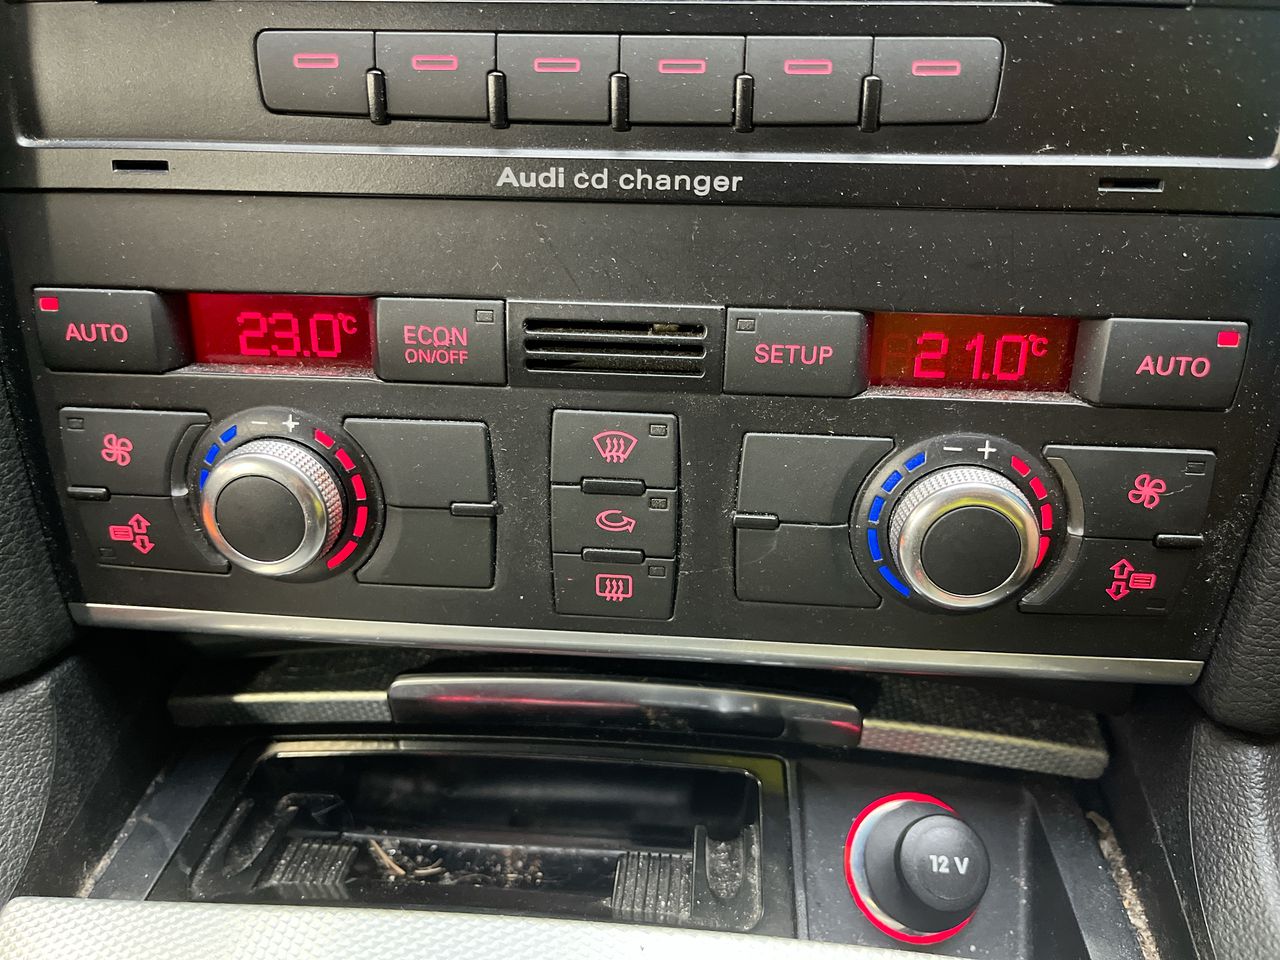 Audi cd changer
AUTO
23.0°C
ECON
ON/OFF
SETUP
21.0°C
AUTO
- +
- +
12 V